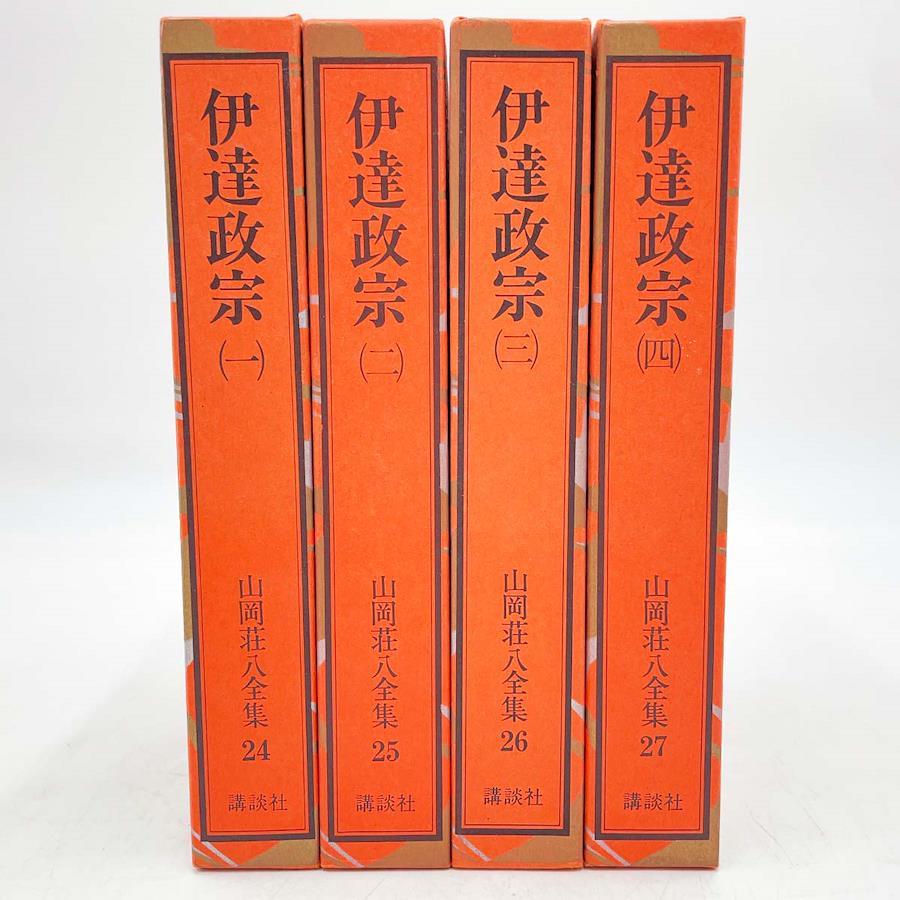 伊達政宗(一)
山岡荘八全集
24
講談社
伊達政宗(二)
山岡荘八全集
25
講談社
伊達政宗(三)
山岡荘八全集
26
講談社
伊達政宗(四)
山岡荘八全集
27
講談社